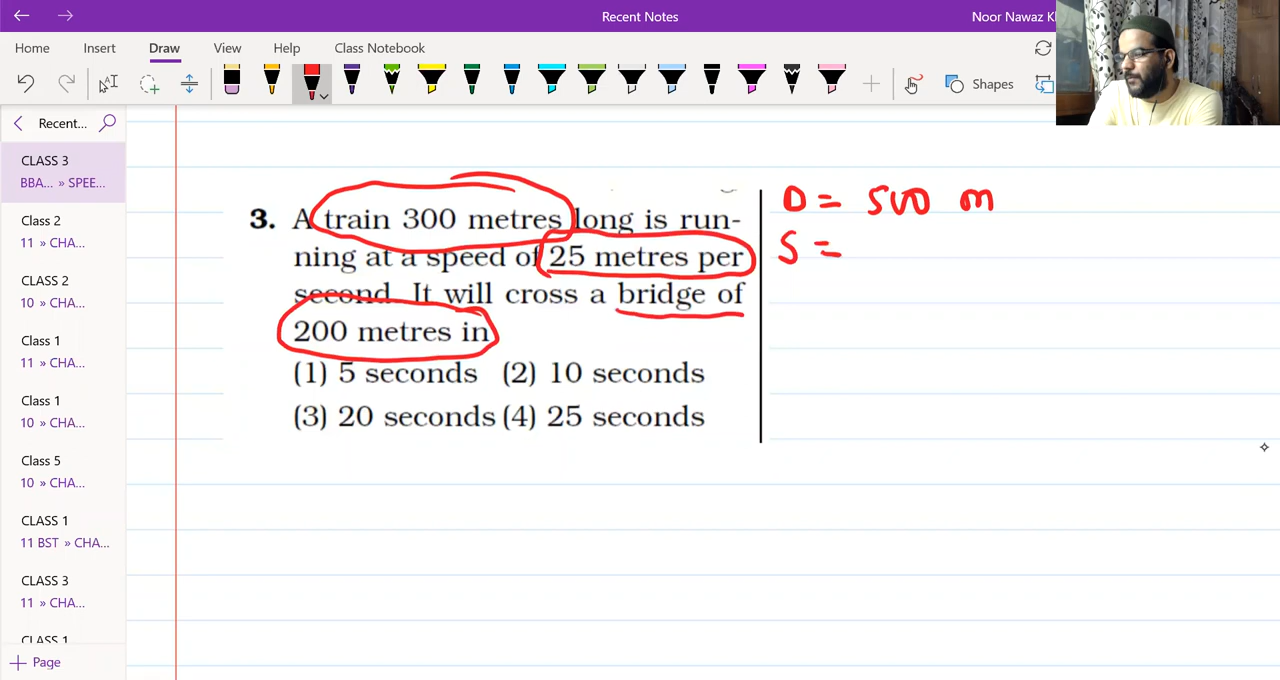 Recent Notes
Noor Nawaz Kh
Home Insert Draw View Help Class Notebook
Shapes
Recent...
CLASS 3
BBA... » SPEE...
Class 2
11 » CHA...
CLASS 2
10 » CHA...
Class 1
11 » CHA...
Class 1
10 » CHA...
Class 5
10 » CHA...
CLASS 1
11 BST » CHA...
CLASS 3
11 » CHA...
CLASS 1
Page
3. A train 300 metres long is run-
ning at a speed of 25 metres per
second. It will cross a bridge of
200 metres in
(1) 5 seconds (2) 10 seconds
(3) 20 seconds (4) 25 seconds
D = 500 m
S =